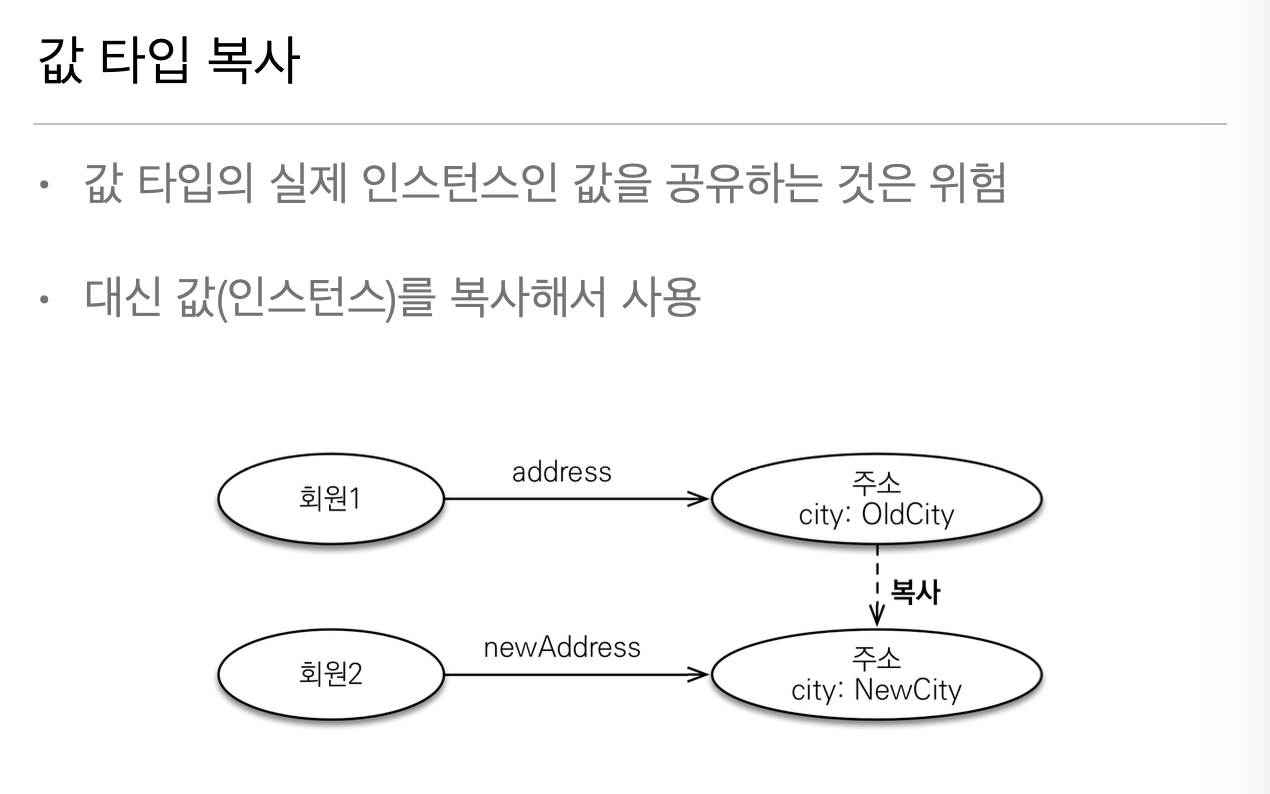 값 타입 복사
• 값 타입의 실제 인스턴스인 값을 공유하는 것은 위험
• 대신 값(인스턴스)를 복사해서 사용
회원1
address
주소
city: OldCity
복사
회원2
newAddress
주소
city: NewCity